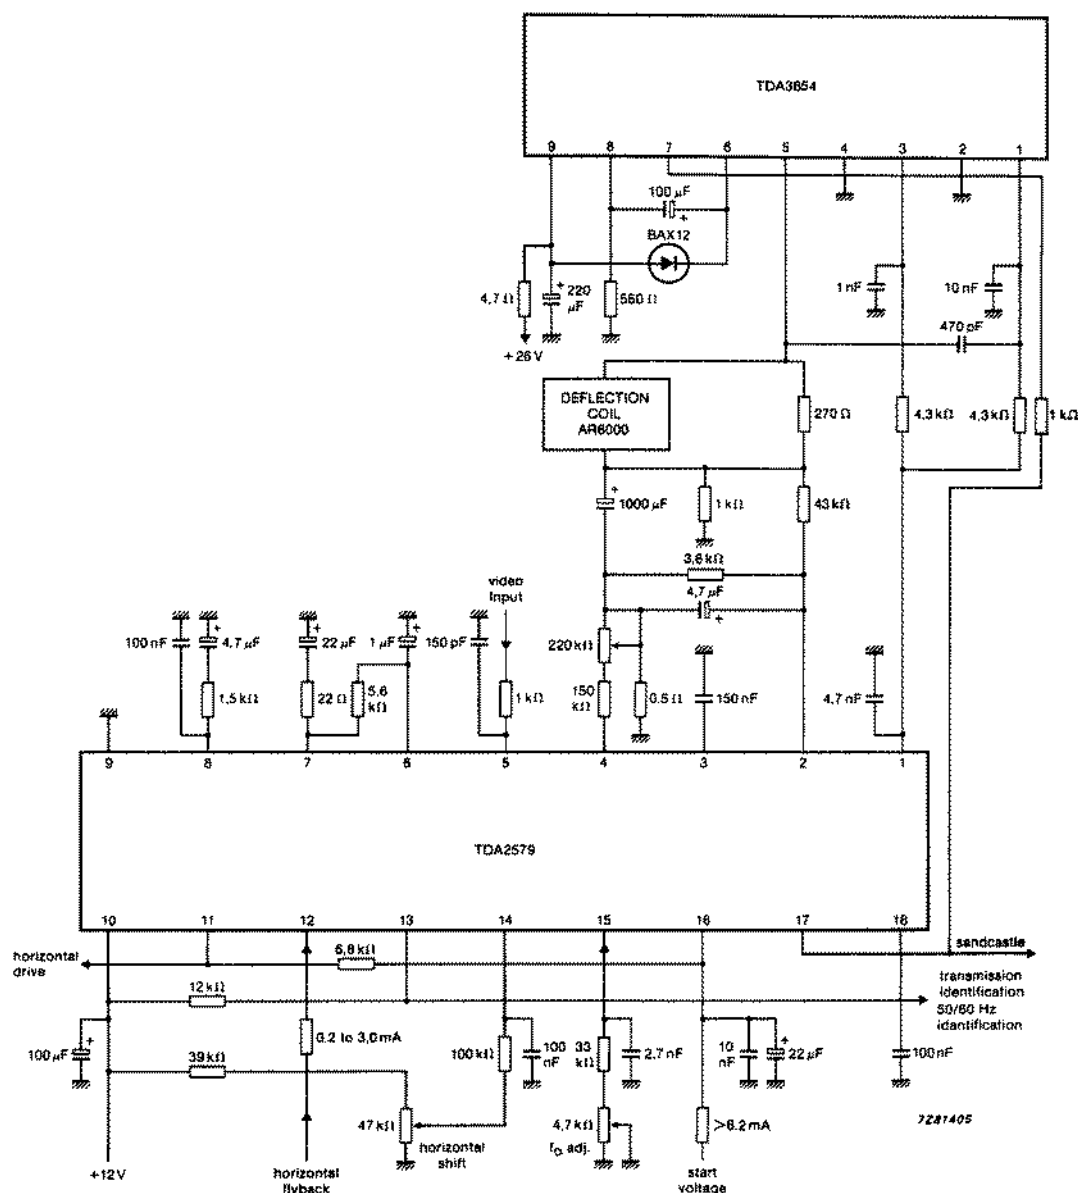 TDA3654
9 8 7 6 5 4 3 2 1
100 µF
+
BAX12
4,7 Ω
+
220
µF
560 Ω
1 nF
10 nF
470 pF
+26 V
DEFLECTION
COIL
AR6000
270 Ω
4,3 kΩ
4,3 kΩ
1 kΩ
+
1000 µF
1 kΩ
43 kΩ
3,6 kΩ
video
input
4,7 µF
+
100 nF
+
4,7 µF
+
22 µF
1 µF
+
150 pF
220 kΩ
1,5 kΩ
22 Ω
5,6
kΩ
1 kΩ
150
kΩ
0.5 Ω
150 nF
4,7 nF
9 8 7 6 5 4 3 2 1
TDA2579
10 11 12 13 14 15 16 17 18
6,8 kΩ
sandcastle
horizontal
drive
12 kΩ
transmission
identification
50/60 Hz
identification
100 µF
+
0.2 to 3,0 mA
39 kΩ
100 kΩ
100
nF
33
kΩ
2,7 nF
10
nF
+
22 µF
100 nF
47 kΩ
4,7 kΩ
>6.2 mA
7Z81405
horizontal
shift
fo adj.
+12 V
horizontal
flyback
start
voltage